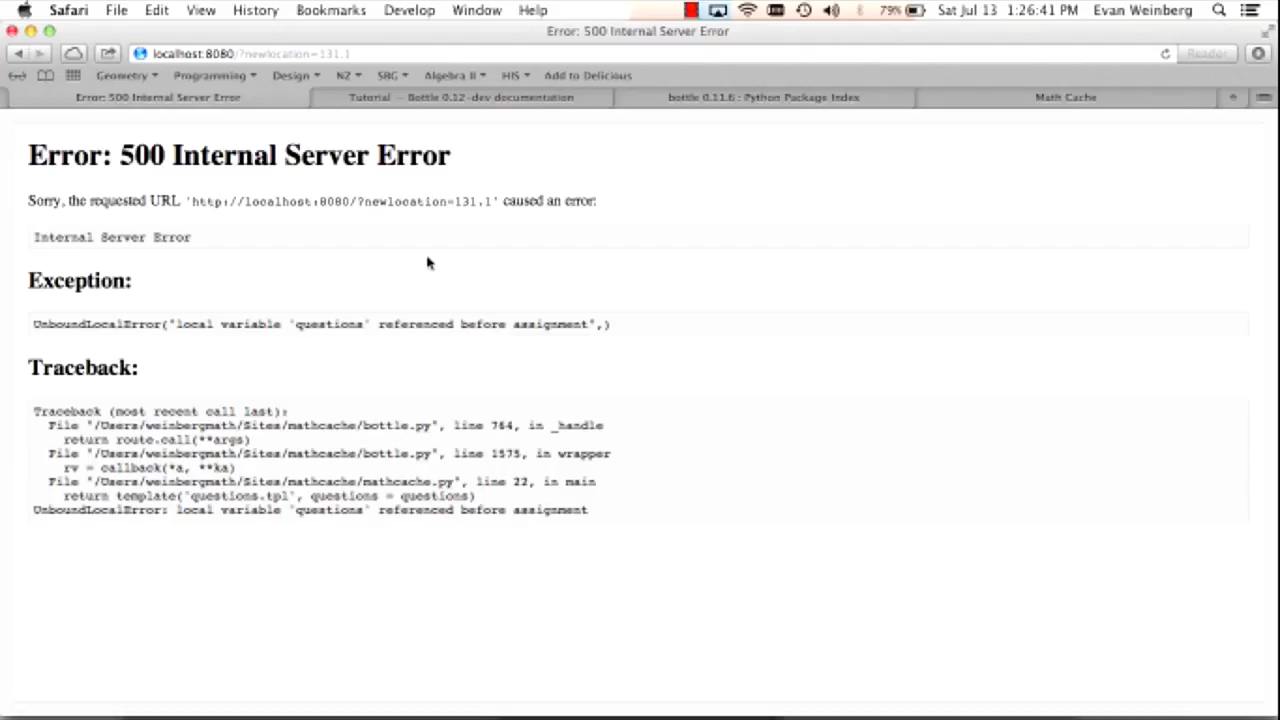 Safari File Edit View History Bookmarks Develop Window Help 79% Sat Jul 13 1:26:41 PM Evan Weinberg
Error: 500 Internal Server Error
localhost:8080/?newlocation=131.1 Reader
Geometry Programming Design NZ SBG Algebra II HIS Add to Delicious
Error: 500 Internal Server Error Tutorial — Bottle 0.12-dev documentation bottle 0.11.6 : Python Package Index Math Cache
Error: 500 Internal Server Error
Sorry, the requested URL 'http://localhost:8080/?newlocation=131.1' caused an error:
Internal Server Error
Exception:
UnboundLocalError("local variable 'questions' referenced before assignment",)
Traceback:
Traceback (most recent call last):
File "/Users/weinbergmath/Sites/mathcache/bottle.py", line 764, in _handle
return route.call(**args)
File "/Users/weinbergmath/Sites/mathcache/bottle.py", line 1575, in wrapper
rv = callback(*a, **ka)
File "/Users/weinbergmath/Sites/mathcache/mathcache.py", line 22, in main
return template('questions.tpl', questions = questions)
UnboundLocalError: local variable 'questions' referenced before assignment